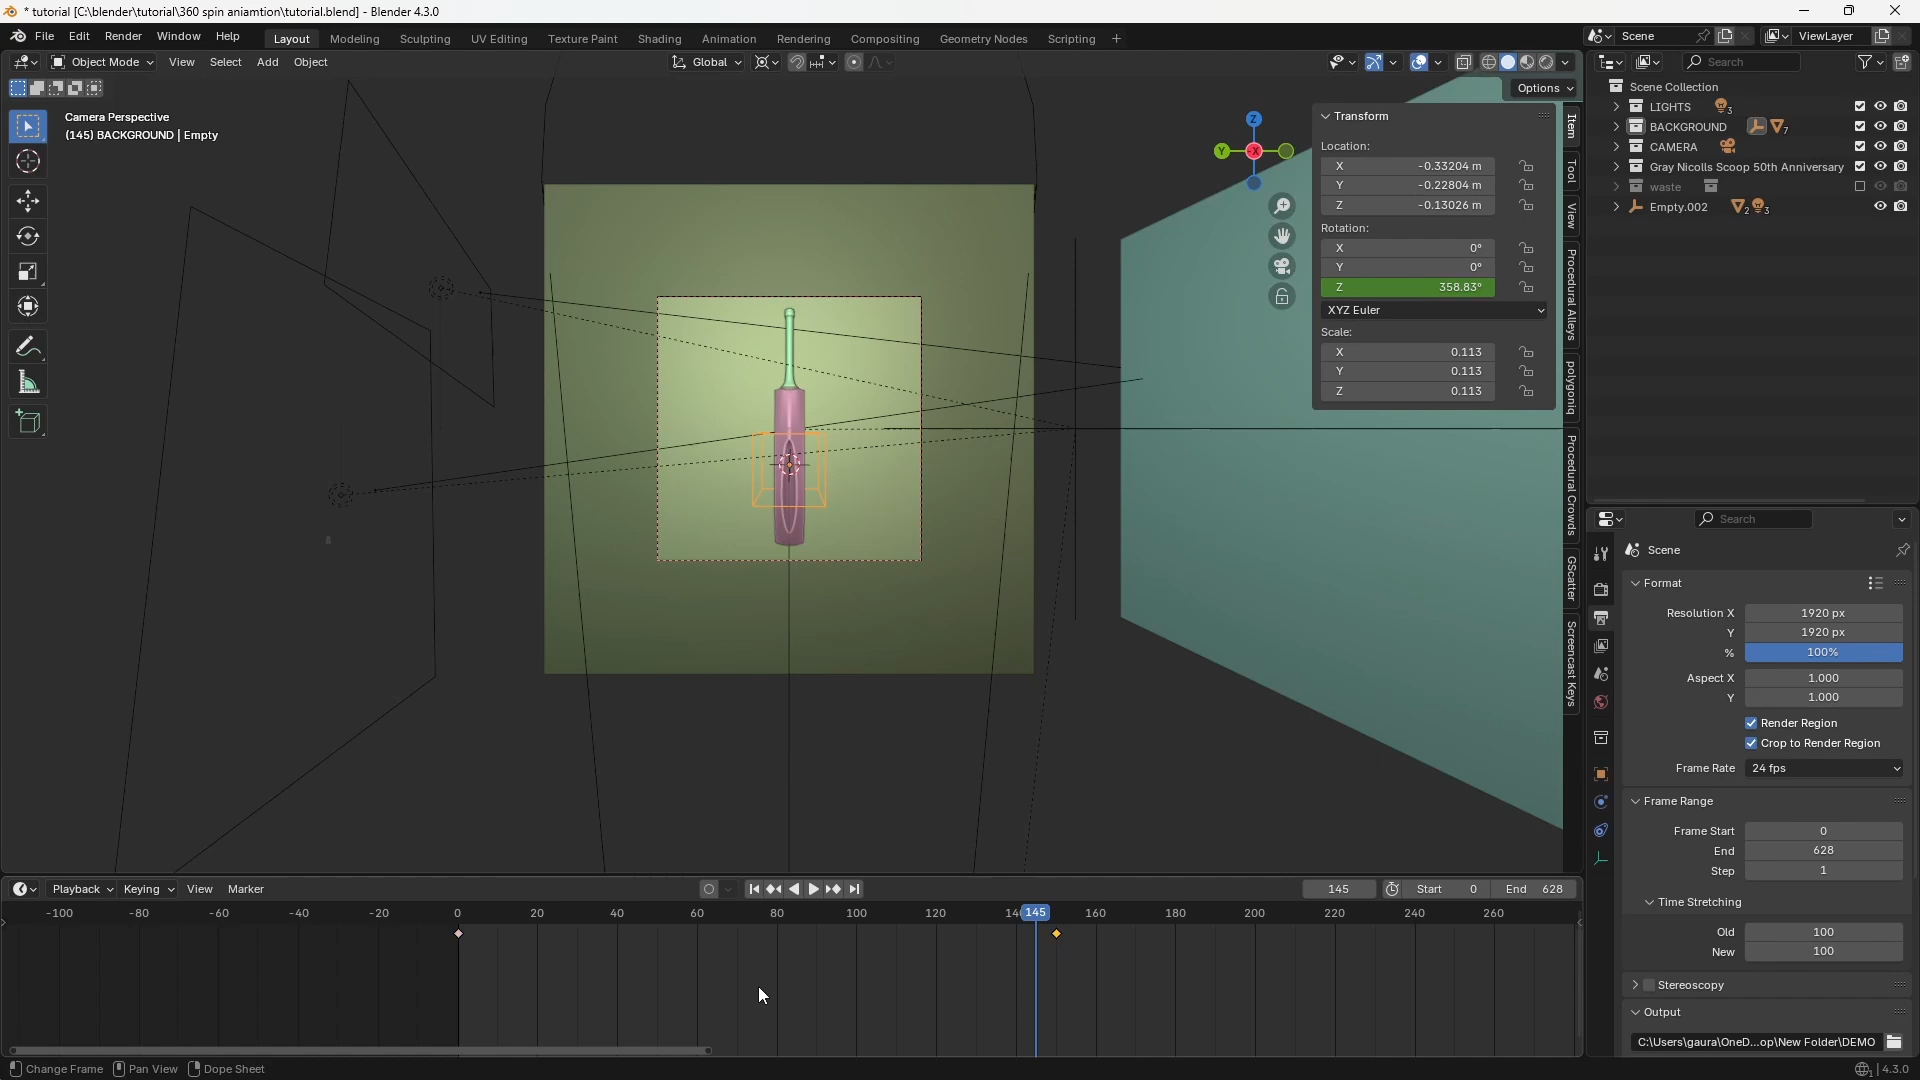 * tutorial [C:\blender\tutorial\360 spin aniamtion\tutorial.blend] - Blender 4.3.0
File Edit Render Window Help Layout Modeling Sculpting UV Editing Texture Paint Shading Animation Rendering Compositing Geometry Nodes Scripting + Scene ViewLayer
Object Mode View Select Add Object Global Search
Options
Camera Perspective
(145) BACKGROUND | Empty
Z
Y
-X
Transform
Location:
X -0.33204 m
Y -0.22804 m
Z -0.13026 m
Rotation:
X 0°
Y 0°
Z 358.83°
XYZ Euler
Scale:
X 0.113
Y 0.113
Z 0.113
Item
Tool
View
Procedural Alleys
polygoniq
Procedural Crowds
GScatter
Screencast Keys
Scene Collection
LIGHTS 3
BACKGROUND 7
CAMERA
Gray Nicolls Scoop 50th Anniversary
waste
Empty.002 2 3
Search
Scene
Format
Resolution X 1920 px
Y 1920 px
% 100%
Aspect X 1.000
Y 1.000
Render Region
Crop to Render Region
Frame Rate 24 fps
Frame Range
Frame Start 0
End 628
Step 1
Time Stretching
Old 100
New 100
Stereoscopy
Output
C:\Users\gaura\OneD...op\New Folder\DEMO
Playback Keying View Marker 145 Start 0 End 628
-100 -80 -60 -40 -20 0 20 40 60 80 100 120 14 145 160 180 200 220 240 260
Change Frame Pan View Dope Sheet 1 4.3.0